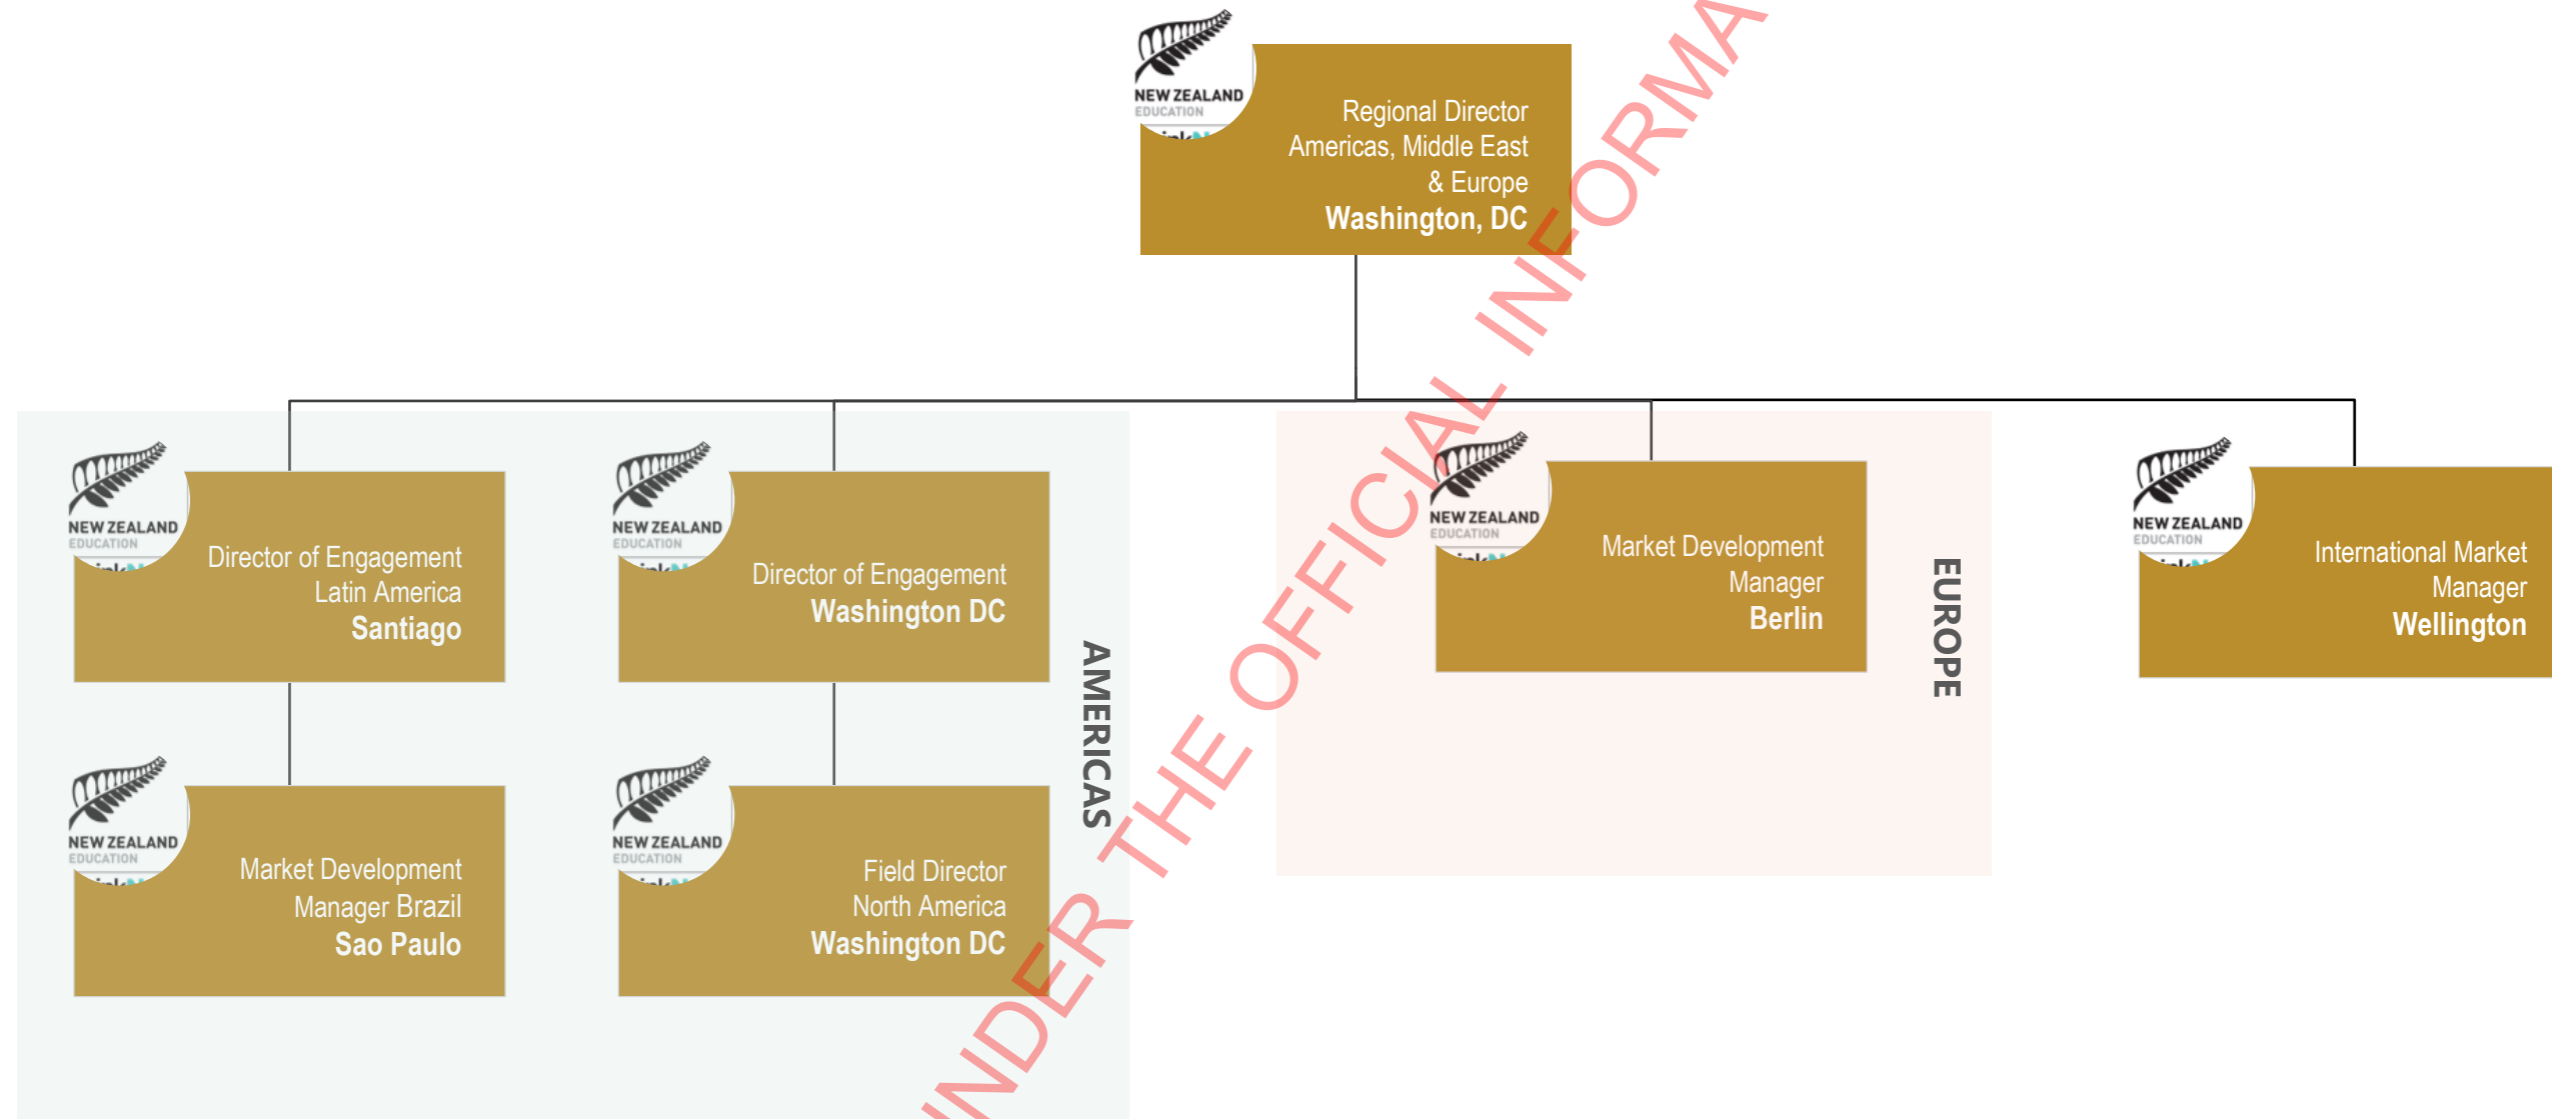 NEW ZEALAND
EDUCATION
Regional Director
Americas, Middle East
& Europe
Washington, DC
NEW ZEALAND
EDUCATION
Director of Engagement
Latin America
Santiago
NEW ZEALAND
EDUCATION
Director of Engagement
Washington DC
NEW ZEALAND
EDUCATION
Market Development
Manager
Berlin
EUROPE
NEW ZEALAND
EDUCATION
International Market
Manager
Wellington
AMERICAS
NEW ZEALAND
EDUCATION
Market Development
Manager Brazil
Sao Paulo
NEW ZEALAND
EDUCATION
Field Director
North America
Washington DC
THE OFFICIAL